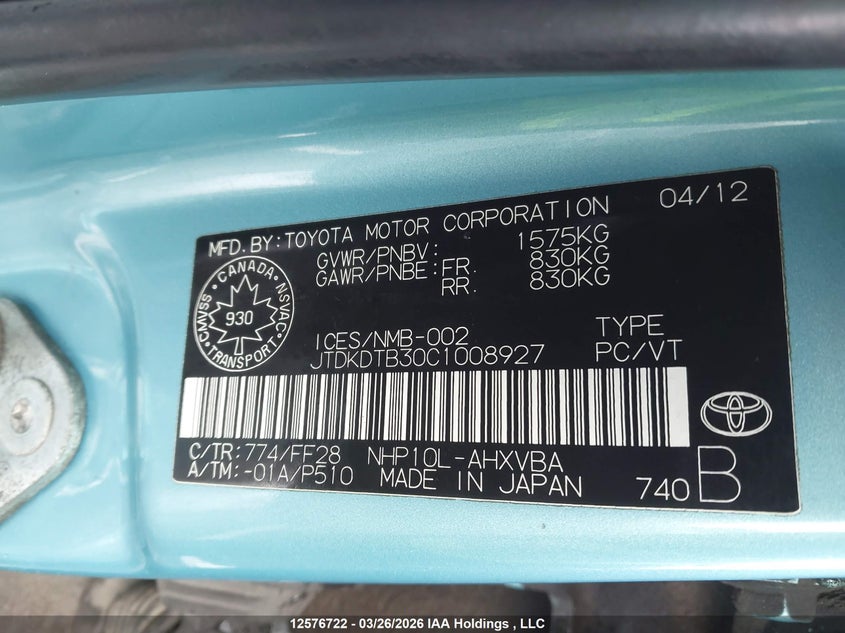 MFD. BY: TOYOTA MOTOR CORPORATION 04/12
GVWR/PNBV: 1575KG
GAWR/PNBE: FR. 830KG
RR. 830KG
CANADA
CMVSS NSVAC
930
TRANSPORT
ICES/NMB-002 TYPE
JTDKDTB30C1008927 PC/VT
C/TR: 774/FF28 NHP10L-AHXVBA
A/TM: -01A/P510 MADE IN JAPAN 740 B
12576722 - 03/26/2026 IAA Holdings , LLC